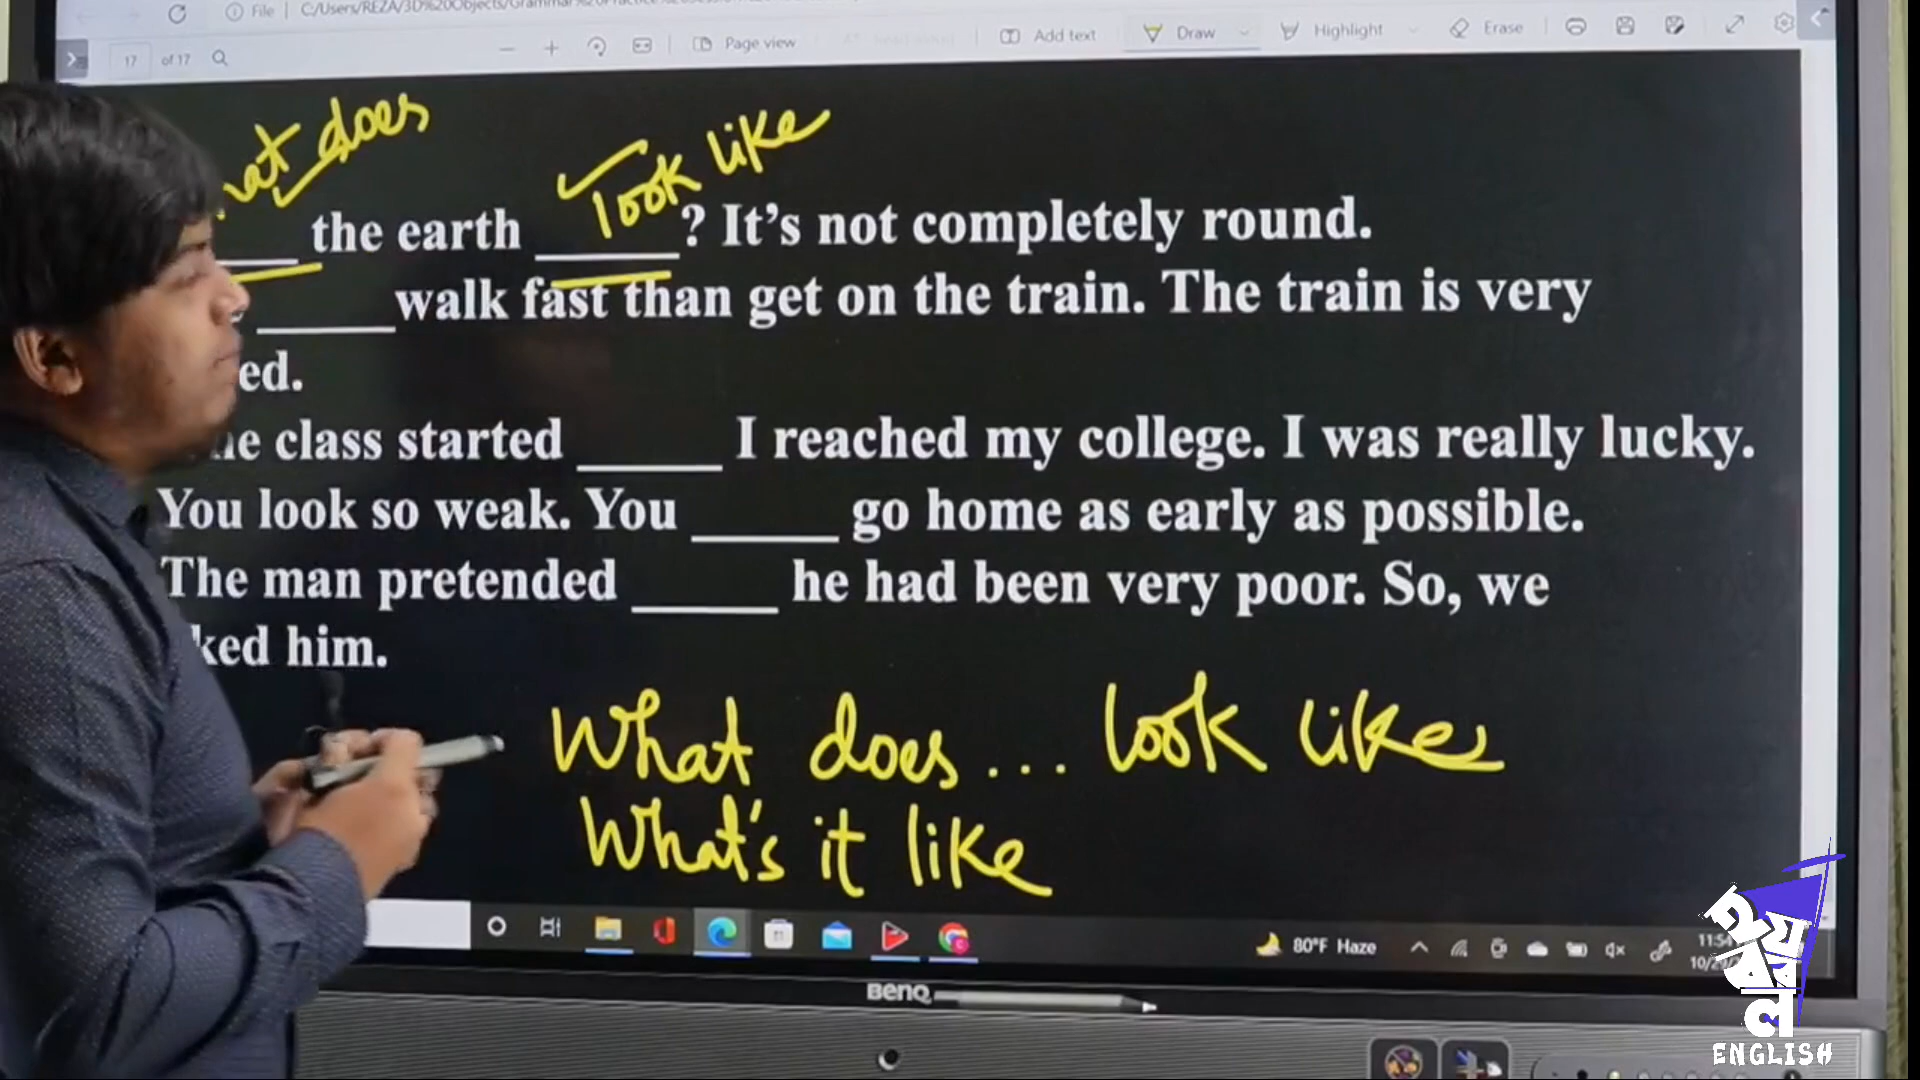 File | C:/Users/REZA/3D%20Objects/Grammar%20Practice%20
17 of 17 Page view Add text Draw Highlight Erase
does look like
the earth ______? It's not completely round.
______walk fast than get on the train. The train is very
ed.
class started ______ I reached my college. I was really lucky.
You look so weak. You ______ go home as early as possible.
The man pretended ______ he had been very poor. So, we
ked him.
What does ... look like
What's it like
80°F Haze 11:54
BenQ
ENGLISH